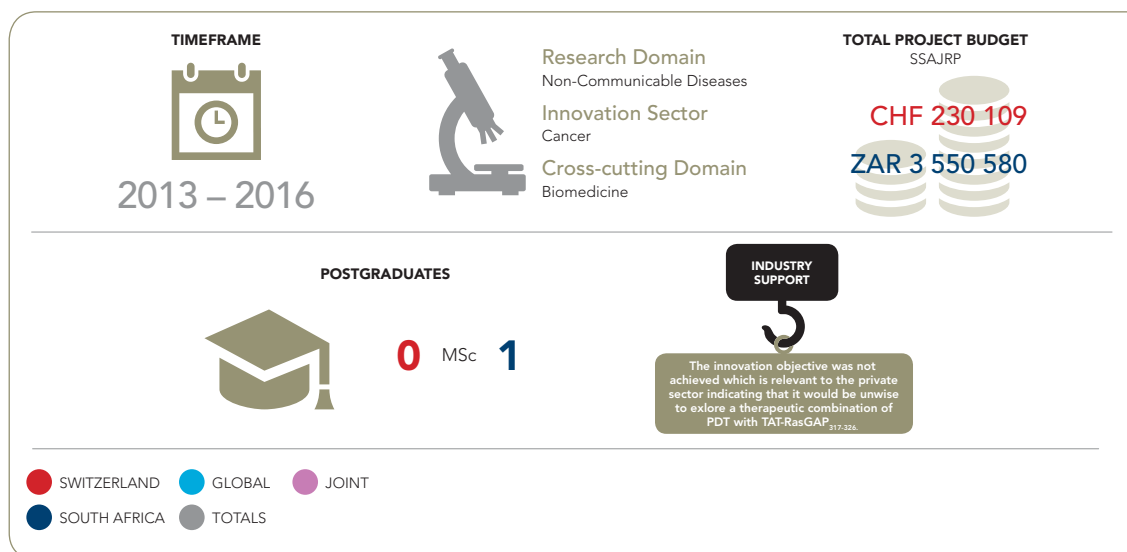 TIMEFRAME
2013 – 2016
Research Domain
Non-Communicable Diseases
Innovation Sector
Cancer
Cross-cutting Domain
Biomedicine
TOTAL PROJECT BUDGET
SSAJRP
CHF 230 109
ZAR 3 550 580
POSTGRADUATES
0 MSc 1
INDUSTRY
SUPPORT
The innovation objective was not
achieved which is relevant to the private
sector indicating that it would be unwise
to exlore a therapeutic combination of
PDT with TAT-RasGAP317-326.
SWITZERLAND GLOBAL JOINT
SOUTH AFRICA TOTALS